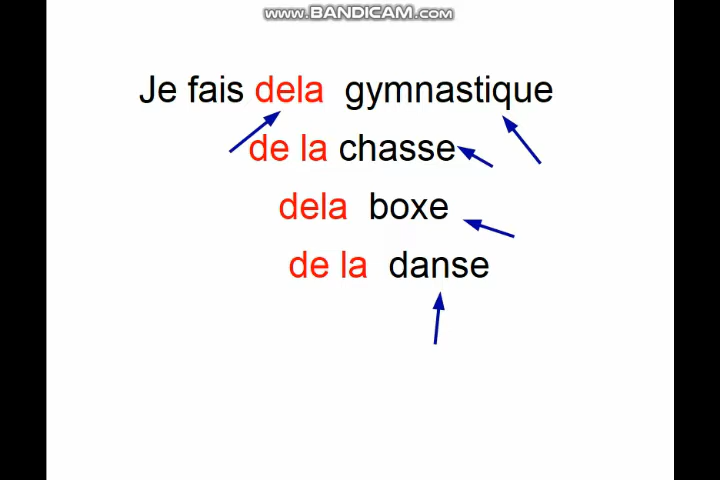 www.BANDICAM.com
Je fais dela gymnastique
de la chasse
dela boxe
de la danse